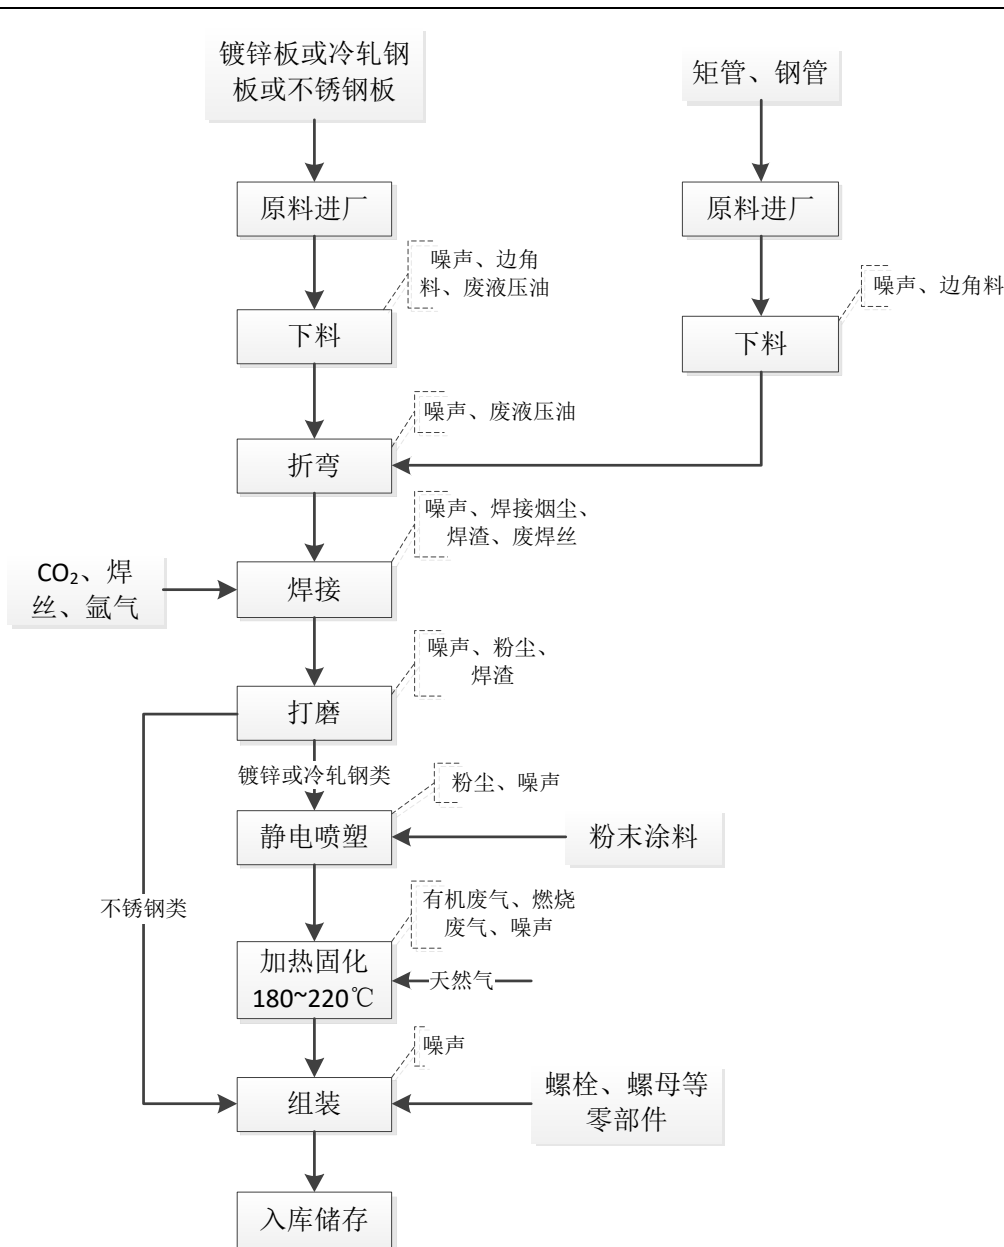 镀锌板或冷轧钢
板或不锈钢板
矩管、钢管
原料进厂
原料进厂
噪声、边角
料、废液压油
噪声、边角料
下料
下料
噪声、废液压油
折弯
噪声、焊接烟尘、
焊渣、废焊丝
CO₂、焊
丝、氩气
焊接
噪声、粉尘、
焊渣
打磨
镀锌或冷轧钢类
粉尘、噪声
静电喷塑
粉末涂料
不锈钢类
有机废气、燃烧
废气、噪声
加热固化
180~220℃
天然气
噪声
组装
螺栓、螺母等
零部件
入库储存